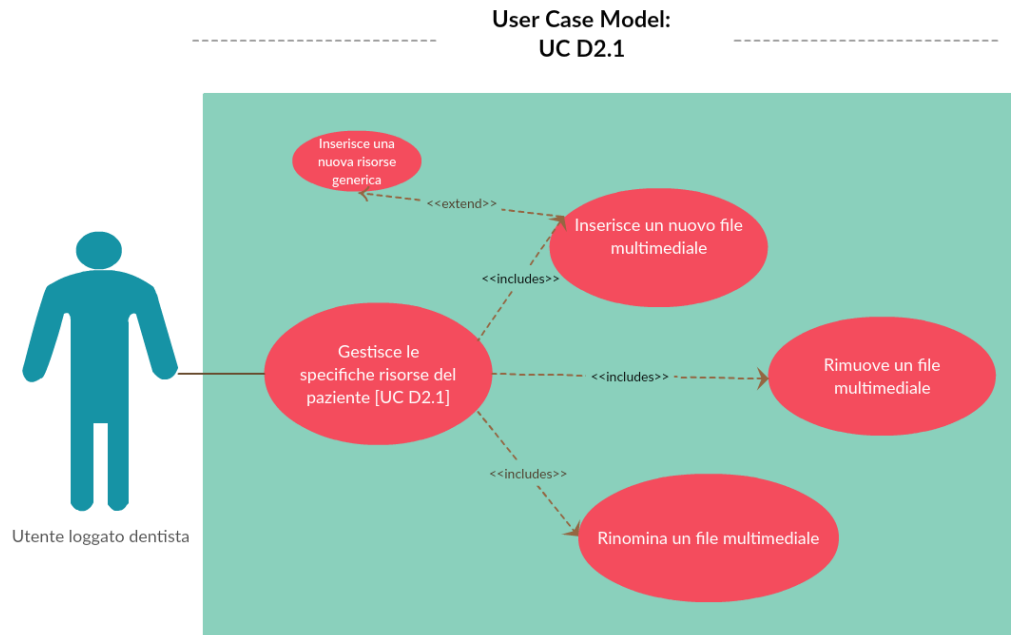 User Case Model:
UC D2.1
Inserisce una
nuova risorse
generica
<<extend>>
Inserisce un nuovo file
multimediale
<<includes>>
Gestisce le
specifiche risorse del
paziente [UC D2.1]
<<includes>>
Rimuove un file
multimediale
<<includes>>
Rinomina un file multimediale
Utente loggato dentista